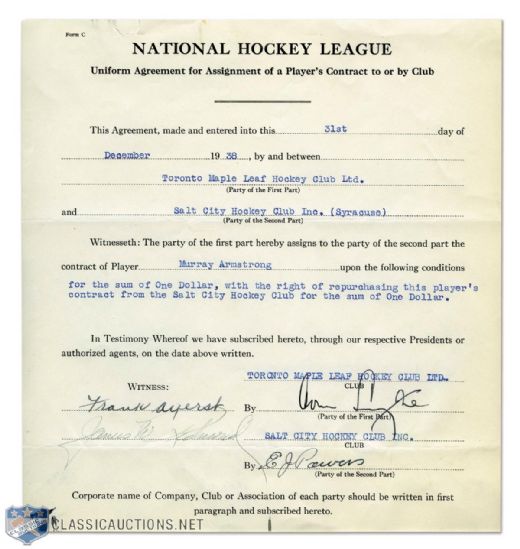 Form C
NATIONAL HOCKEY LEAGUE
Uniform Agreement for Assignment of a Player's Contract to or by Club
This Agreement, made and entered into this 31st day of
December 1938, by and between
Toronto Maple Leaf Hockey Club Ltd.
(Party of the First Part)
and Salt City Hockey Club Inc. (Syracuse)
(Party of the Second Part)
Witnesseth: The party of the first part hereby assigns to the party of the second part the
contract of Player Murray Armstrong upon the following conditions
for the sum of One Dollar, with the right of repurchasing this player's
contract from the Salt City Hockey Club for the sum of One Dollar.
In Testimony Whereof we have subscribed hereto, through our respective Presidents or
authorized agents, on the date above written.
TORONTO MAPLE LEAF HOCKEY CLUB LTD.
WITNESS: CLUB
Frank Ayerst By
(Party of the First Part)
SALT CITY HOCKEY CLUB INC.
CLUB
By E J Powers
(Party of the Second Part)
Corporate name of Company, Club or Association of each party should be written in first
paragraph and subscribed hereto.
CLASSICAUCTIONS.NET